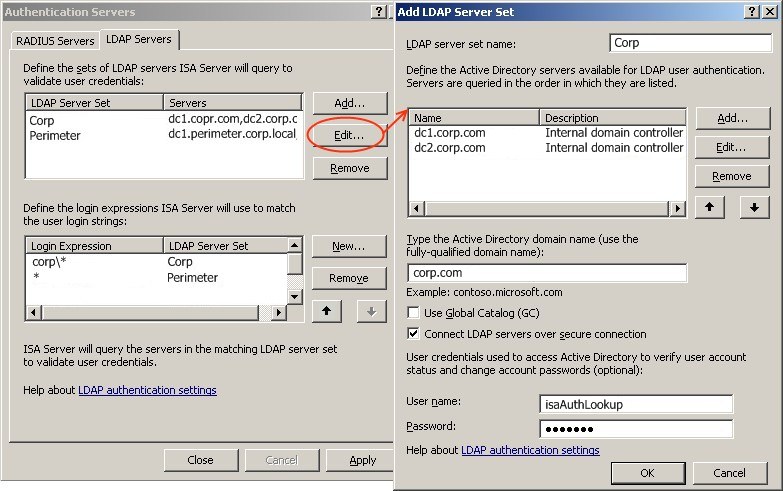 Authentication Servers
RADIUS Servers LDAP Servers
Define the sets of LDAP servers ISA Server will query to
validate user credentials:
LDAP Server Set Servers
Corp dc1.copr.com,dc2.corp.c
Perimeter dc1.perimeter.corp.local,
Add...
Edit...
Remove
Define the login expressions ISA Server will use to match
the user login strings:
Login Expression LDAP Server Set
corp\* Corp
* Perimeter
New...
Remove
ISA Server will query the servers in the matching LDAP server set
to validate user credentials.
Help about LDAP authentication settings
Close Cancel Apply
Add LDAP Server Set
LDAP server set name: Corp
Define the Active Directory servers available for LDAP user authentication.
Servers are queried in the order in which they are listed.
Name Description
dc1.corp.com Internal domain controller
dc2.corp.com Internal domain controller
Add...
Edit...
Remove
Type the Active Directory domain name (use the
fully-qualified domain name):
corp.com
Example: contoso.microsoft.com
Use Global Catalog (GC)
Connect LDAP servers over secure connection
User credentials used to access Active Directory to verify user account
status and change account passwords (optional):
User name: isaAuthLookup
Password: •••••••
Help about LDAP authentication settings
OK Cancel